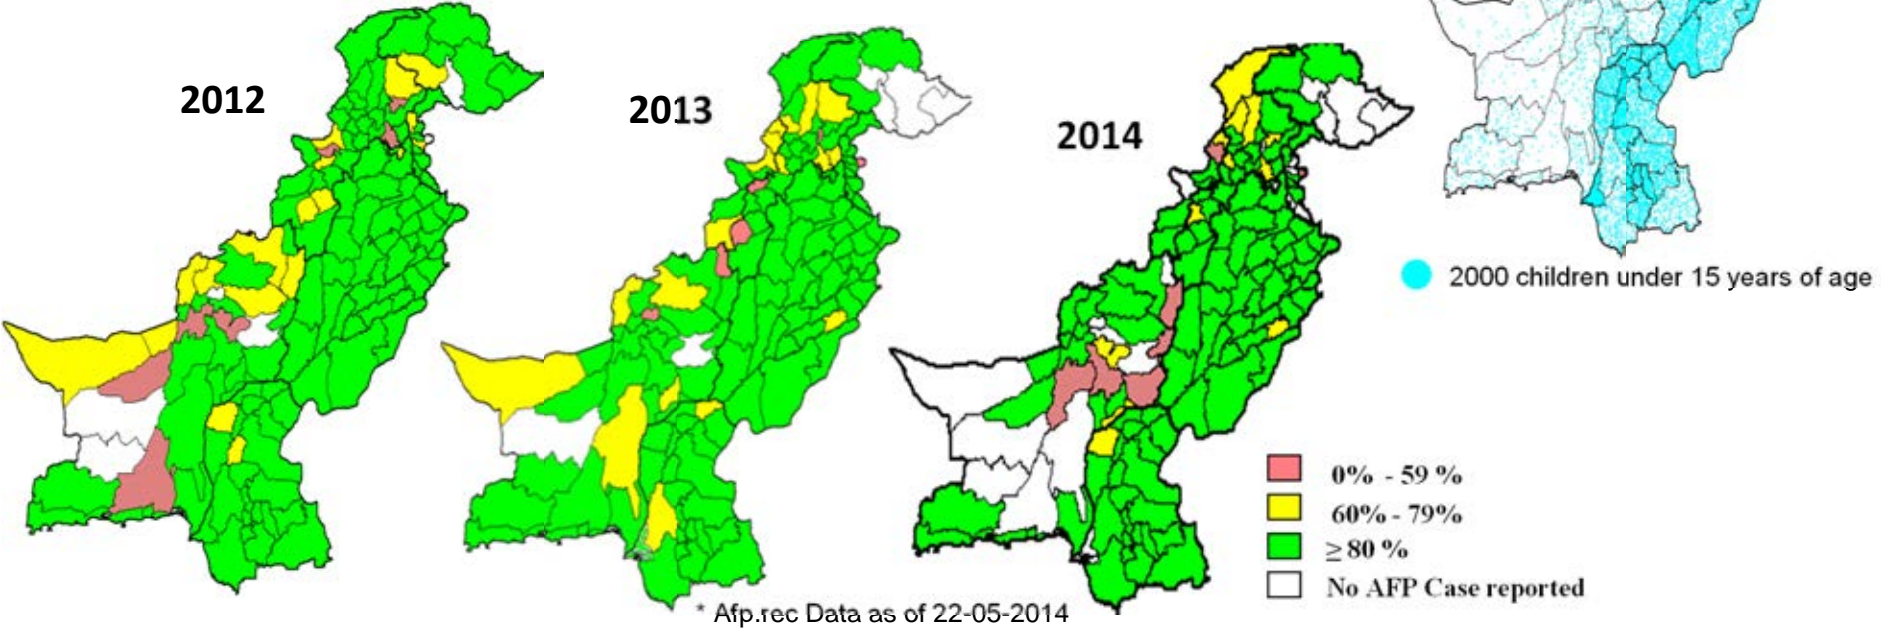 2012
2013
2014
2000 children under 15 years of age
0% - 59 %
60% - 79%
≥ 80 %
No AFP Case reported
* Afp.rec Data as of 22-05-2014